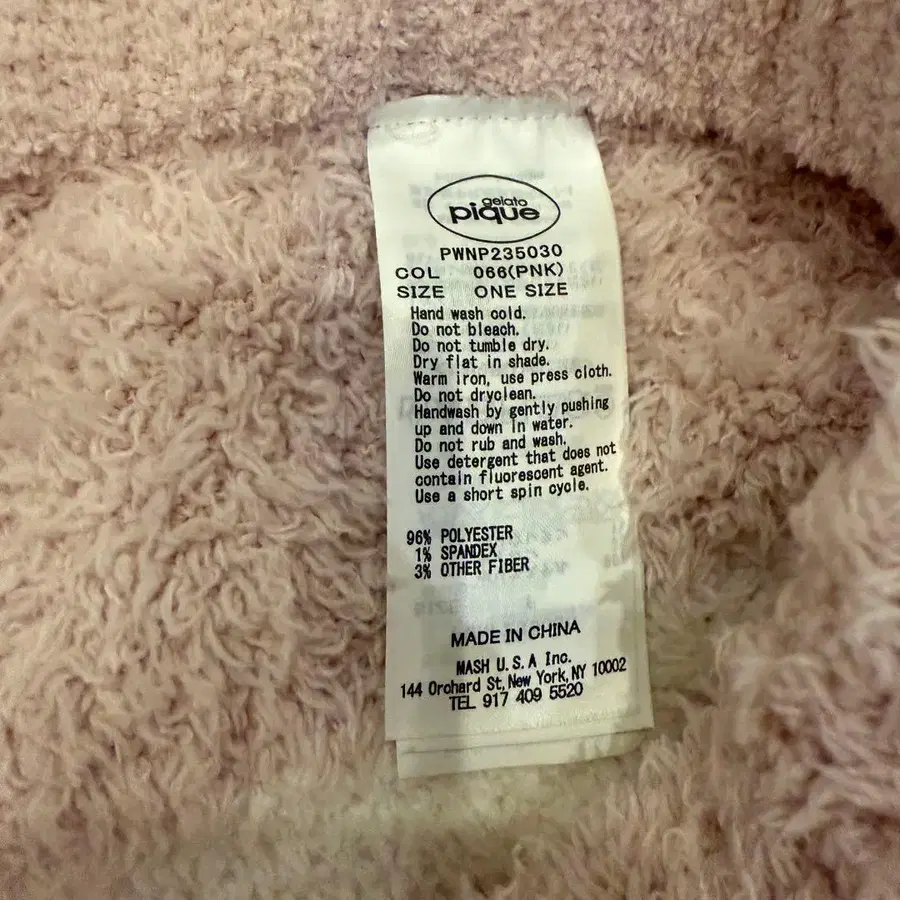 gelato
pique
PWNP235030
COL 066(PNK)
SIZE ONE SIZE
Hand wash cold.
Do not bleach.
Do not tumble dry.
Dry flat in shade.
Warm iron, use press cloth.
Do not dryclean.
Handwash by gently pushing
up and down in water.
Do not rub and wash.
Use detergent that does not
contain fluorescent agent.
Use a short spin cycle.
96% POLYESTER
1% SPANDEX
3% OTHER FIBER
MADE IN CHINA
MASH U.S.A Inc.
144 Orchard St, New York, NY 10002
TEL 917 409 5520